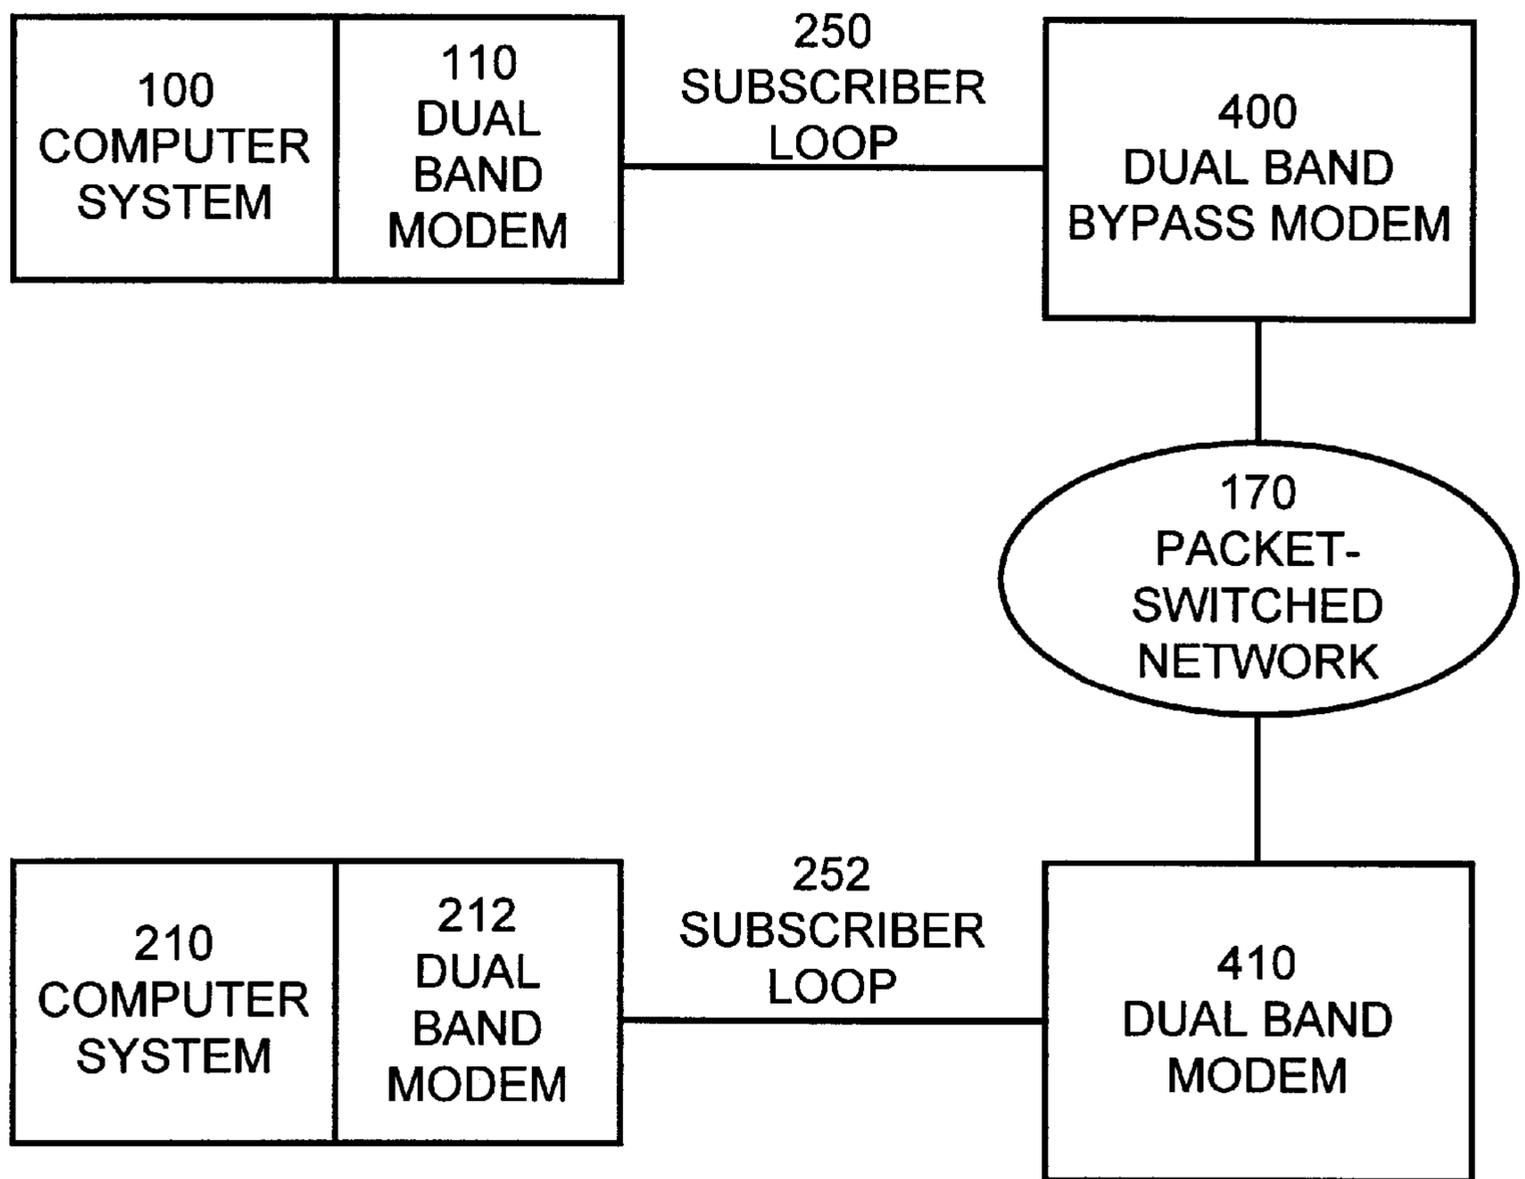 100
COMPUTER
SYSTEM
110
DUAL
BAND
MODEM
250
SUBSCRIBER
LOOP
400
DUAL BAND
BYPASS MODEM
170
PACKET-
SWITCHED
NETWORK
210
COMPUTER
SYSTEM
212
DUAL
BAND
MODEM
252
SUBSCRIBER
LOOP
410
DUAL BAND
MODEM